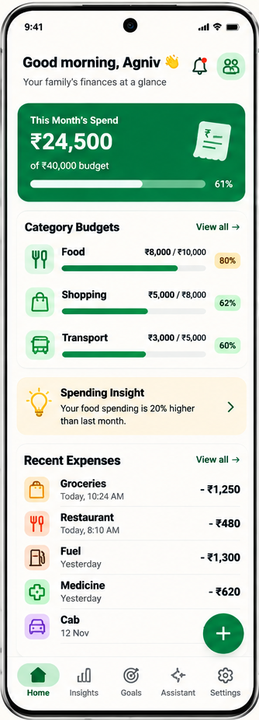 9:41
Good morning, Agniv 👋
Your family's finances at a glance
This Month's Spend
₹24,500
of ₹40,000 budget
61%
₹
Category Budgets
View all →
Food
₹8,000 / ₹10,000
80%
Shopping
₹5,000 / ₹8,000
62%
Transport
₹3,000 / ₹5,000
60%
Spending Insight
Your food spending is 20% higher
than last month.
Recent Expenses
View all →
Groceries
Today, 10:24 AM
- ₹1,250
Restaurant
Today, 8:10 AM
- ₹480
Fuel
Yesterday
- ₹1,300
Medicine
Yesterday
- ₹620
Cab
12 Nov
+
Home
Insights
Goals
Assistant
Settings